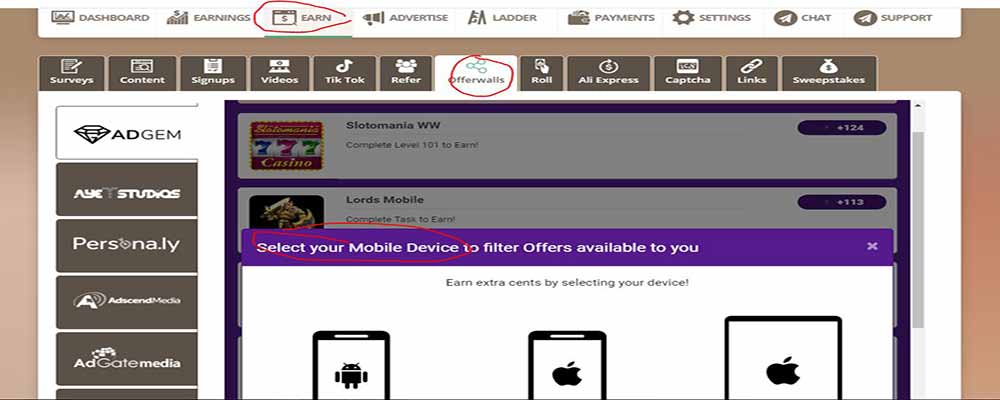 DASHBOARD EARNINGS EARN ADVERTISE LADDER PAYMENTS SETTINGS CHAT SUPPORT
Surveys Content Signups Videos Tik Tok Refer Offerwalls Roll Ali Express Captcha Links Sweepstakes
ADGEM
AYET STUDIOS
Persona.ly
AdscendMedia
AdGatemedia
Slotomania WW
+124
Complete Level 101 to Earn!
Slotomania
777
Casino
Lords Mobile
+113
Complete Task to Earn!
Select your Mobile Device to filter Offers available to you ×
Earn extra cents by selecting your device!